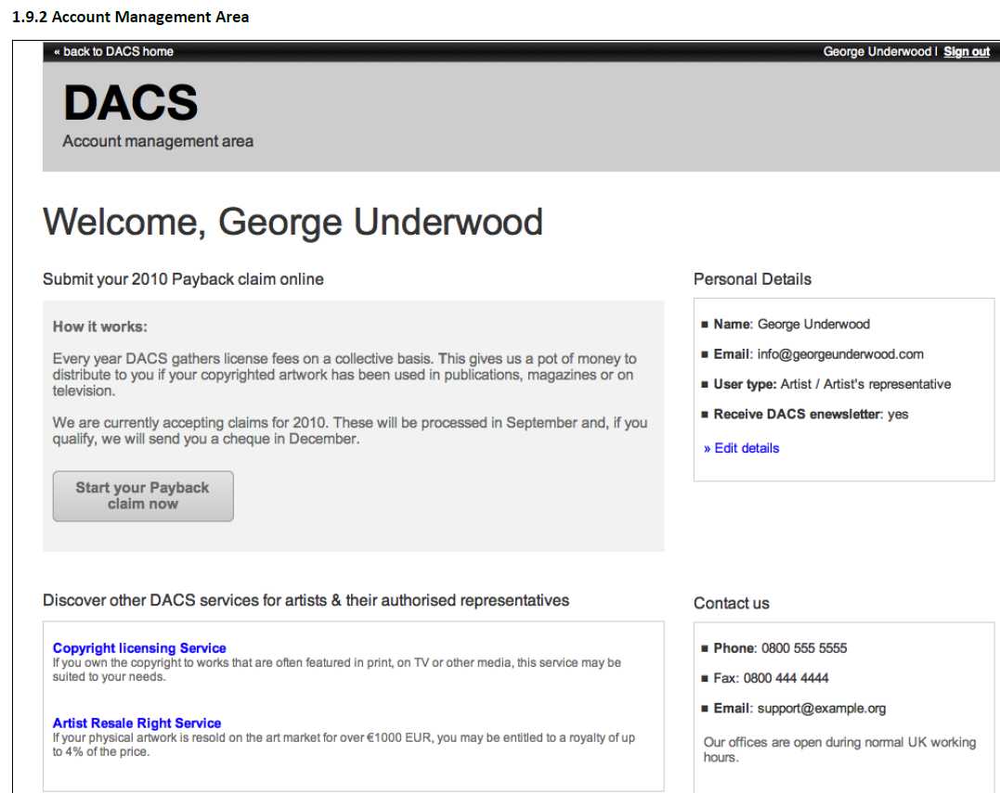 1.9.2 Account Management Area
« back to DACS home
George Underwood | Sign out
DACS
Account management area
Welcome, George Underwood
Submit your 2010 Payback claim online
How it works:
Every year DACS gathers license fees on a collective basis. This gives us a pot of money to
distribute to you if your copyrighted artwork has been used in publications, magazines or on
television.
We are currently accepting claims for 2010. These will be processed in September and, if you
qualify, we will send you a cheque in December.
Start your Payback
claim now
Personal Details
■ Name: George Underwood
■ Email: info@georgeunderwood.com
■ User type: Artist / Artist's representative
■ Receive DACS enewsletter: yes
» Edit details
Discover other DACS services for artists & their authorised representatives
Copyright licensing Service
If you own the copyright to works that are often featured in print, on TV or other media, this service may be
suited to your needs.
Artist Resale Right Service
If your physical artwork is resold on the art market for over €1000 EUR, you may be entitled to a royalty of up
to 4% of the price.
Contact us
■ Phone: 0800 555 5555
■ Fax: 0800 444 4444
■ Email: support@example.org
Our offices are open during normal UK working
hours.